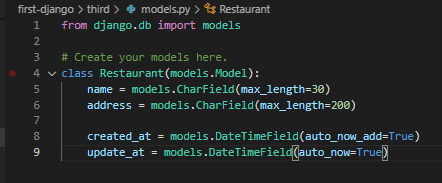 first-django > third > models.py > Restaurant
1 from django.db import models
2
3 # Create your models here.
4 class Restaurant(models.Model):
5 name = models.CharField(max_length=30)
6 address = models.CharField(max_length=200)
7
8 created_at = models.DateTimeField(auto_now_add=True)
9 update_at = models.DateTimeField(auto_now=True)